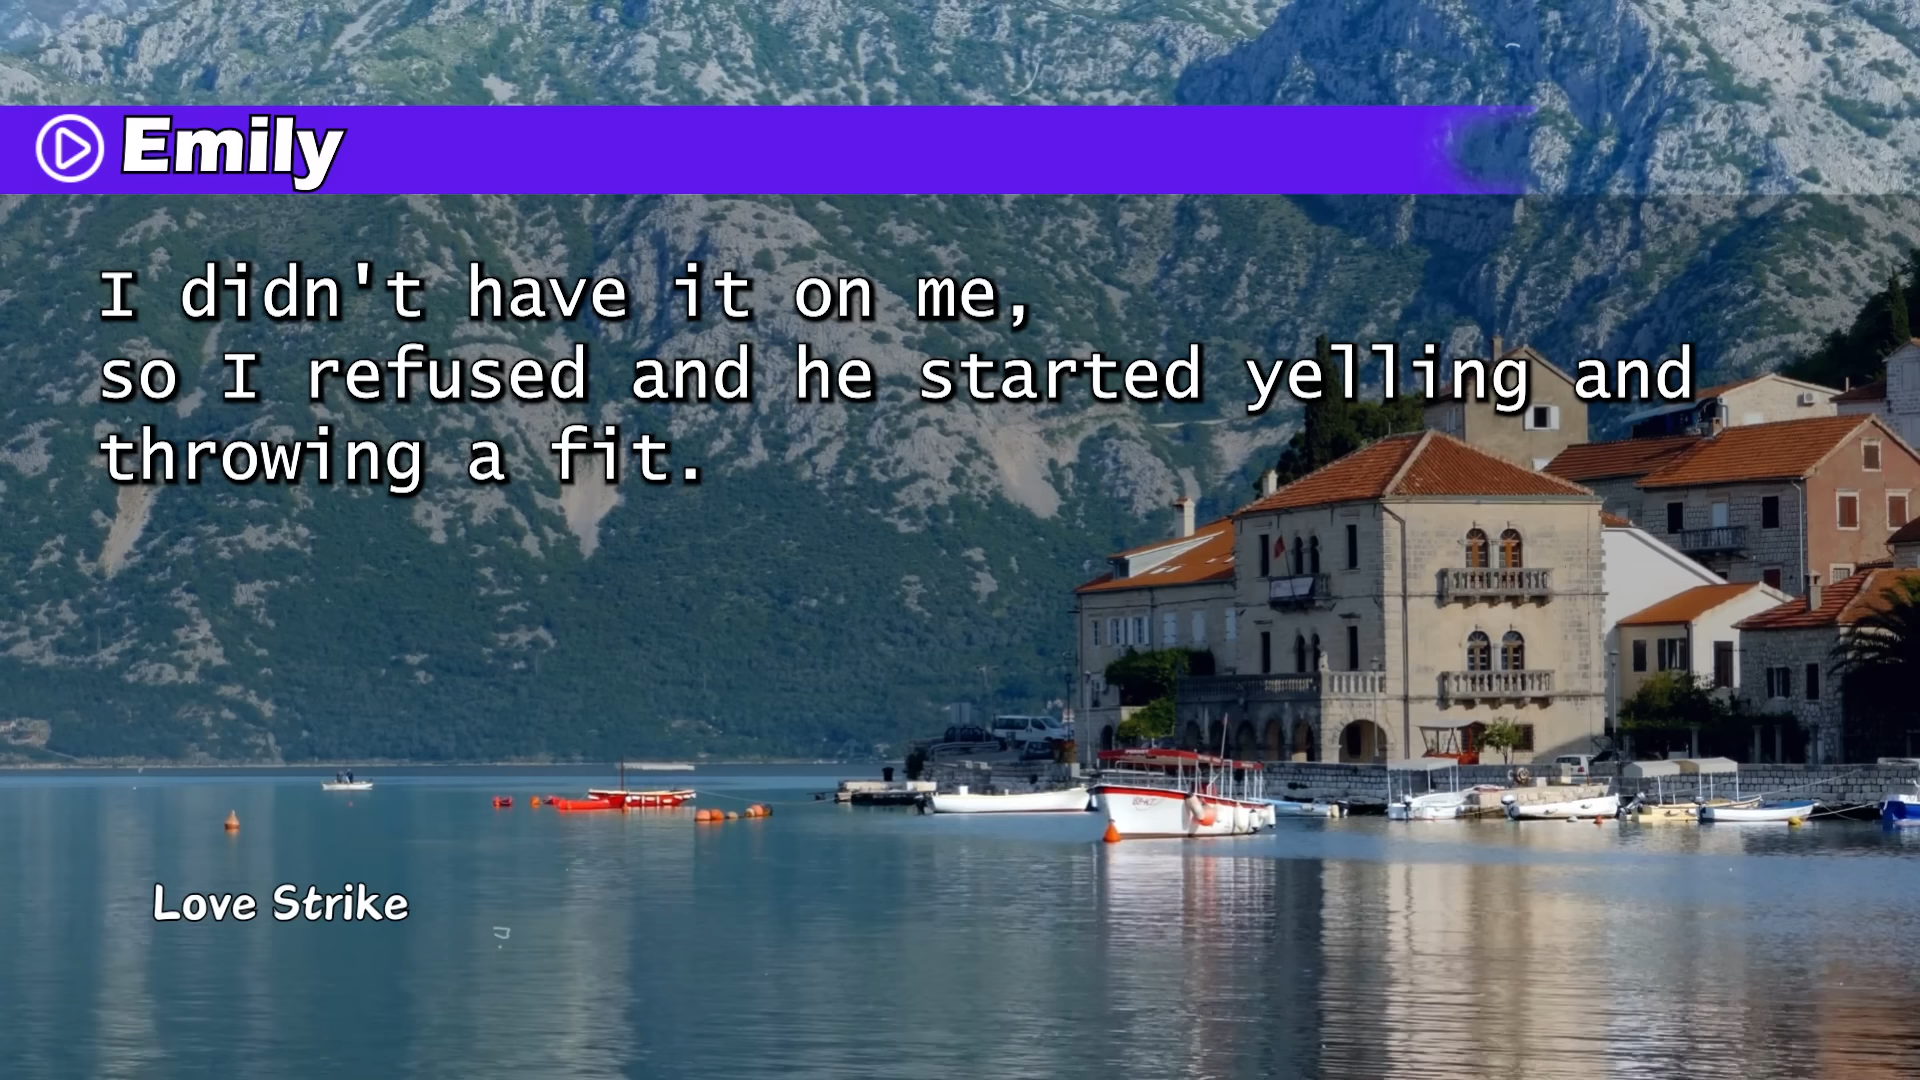 Emily
I didn't have it on me,
so I refused and he started yelling and
throwing a fit.
Love Strike